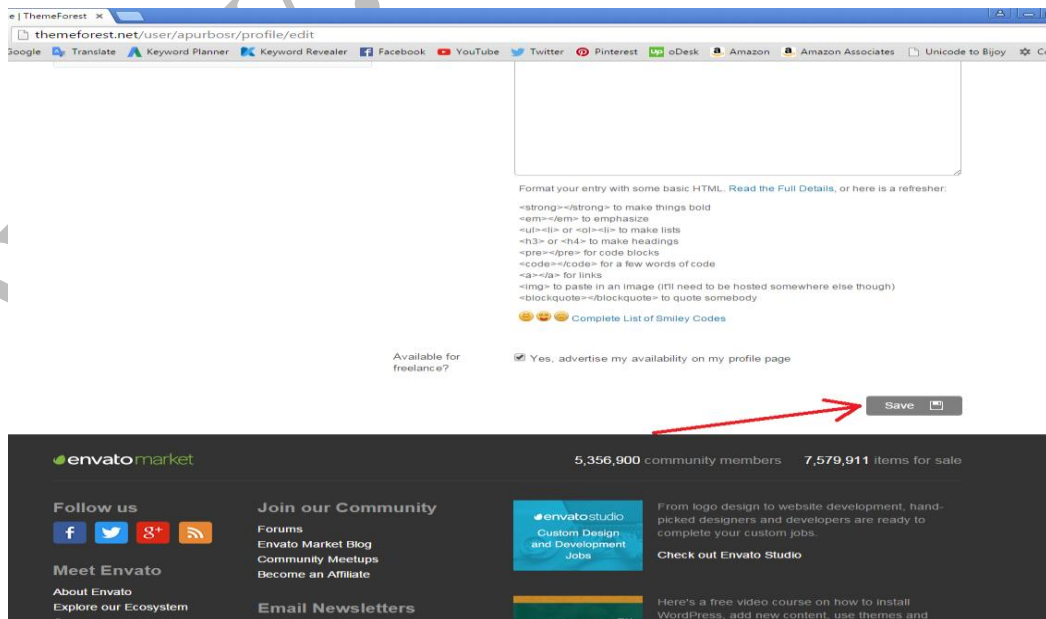 e | ThemeForest ×
themeforest.net/user/apurbosr/profile/edit
Google Translate Keyword Planner Keyword Revealer Facebook YouTube Twitter Pinterest Up oDesk Amazon Amazon Associates Unicode to Bijoy
Format your entry with some basic HTML. Read the Full Details, or here is a refresher:
<strong></strong> to make things bold
<em></em> to emphasize
<ul><li> or <ol><li> to make lists
<h3> or <h4> to make headings
<pre></pre> for code blocks
<code></code> for a few words of code
<a></a> for links
<img> to paste in an image (it'll need to be hosted somewhere else though)
<blockquote></blockquote> to quote somebody
Complete List of Smiley Codes
Available for
freelance?
Yes, advertise my availability on my profile page
Save
envatomarket
5,356,900 community members 7,579,911 items for sale
Follow us
Meet Envato
About Envato
Explore our Ecosystem
Join our Community
Forums
Envato Market Blog
Community Meetups
Become an Affiliate
Email Newsletters
envatostudio
Custom Design
and Development
Jobs
From logo design to website development, hand-
picked designers and developers are ready to
complete your custom jobs.
Check out Envato Studio
Here's a free video course on how to install
WordPress, add new content, use themes and